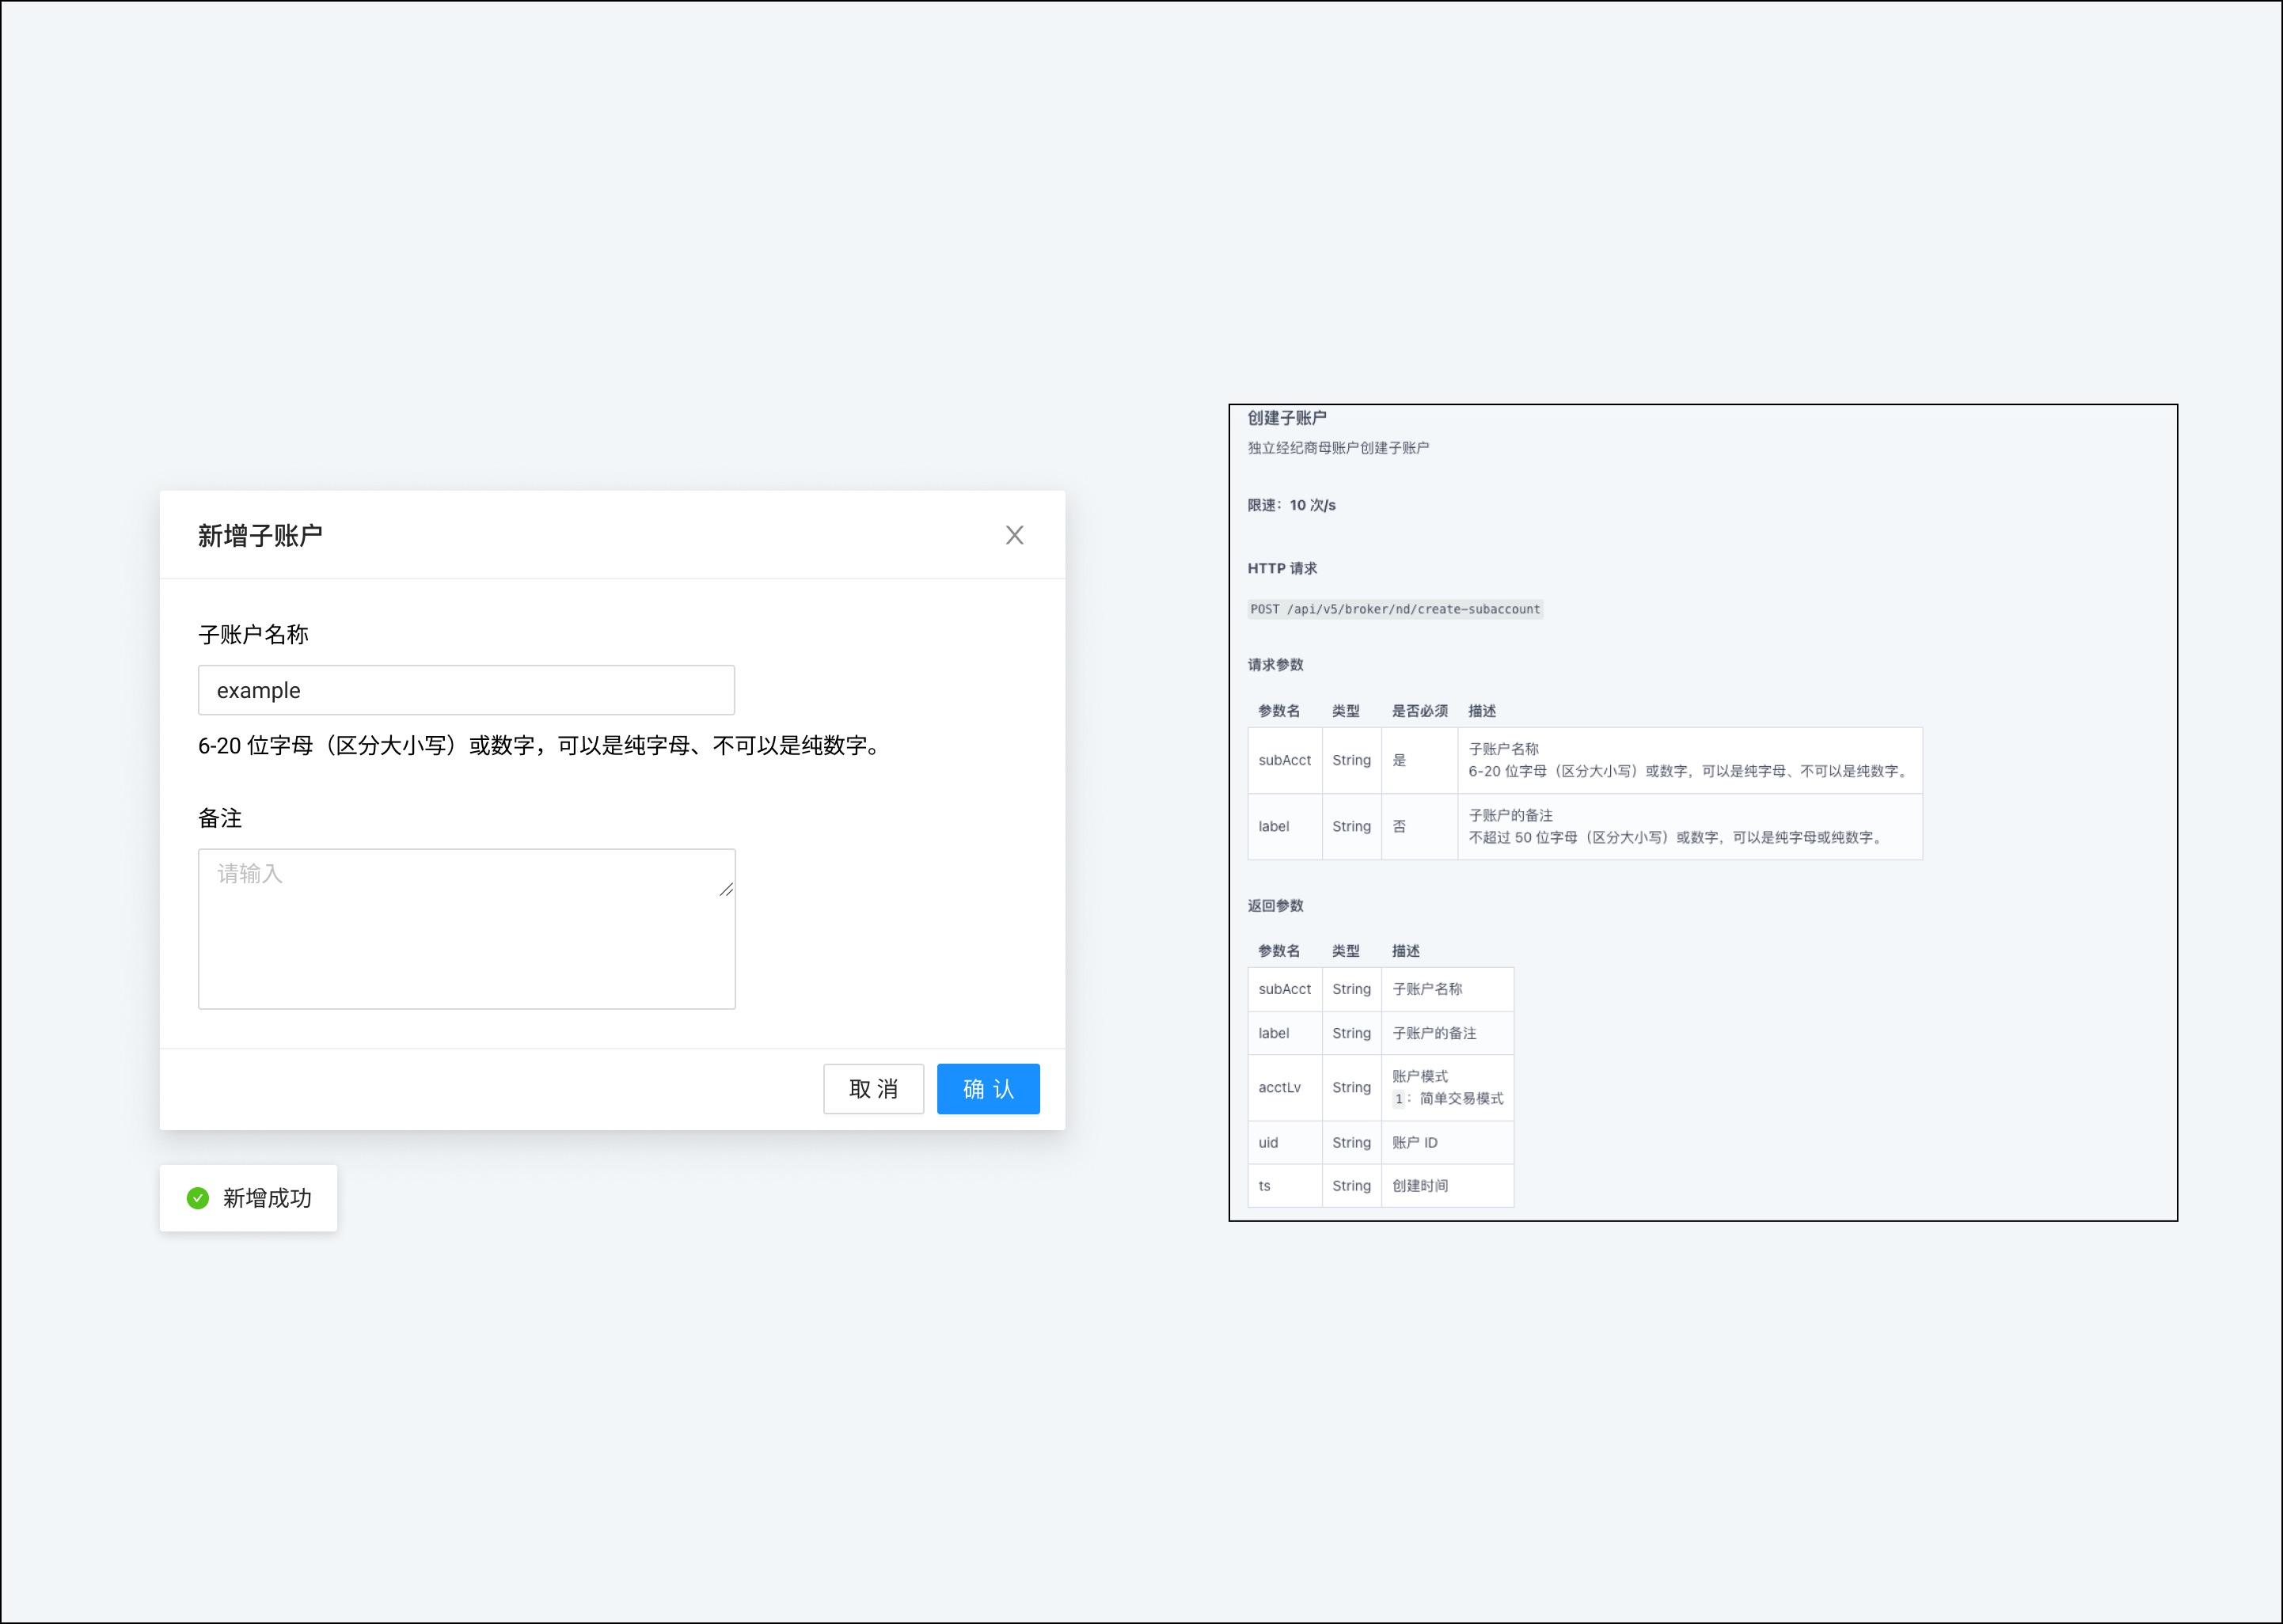 新增子账户
子账户名称
example
6-20 位字母（区分大小写）或数字，可以是纯字母、不可以是纯数字。
备注
请输入
取 消 确 认
新增成功
创建子账户
独立经纪商母账户创建子账户
限速：10 次/s
HTTP 请求
POST /api/v5/broker/nd/create-subaccount
请求参数
参数名 类型 是否必须 描述
subAcct String 是 子账户名称
6-20 位字母（区分大小写）或数字，可以是纯字母、不可以是纯数字。
label String 否 子账户的备注
不超过 50 位字母（区分大小写）或数字，可以是纯字母或纯数字。
返回参数
参数名 类型 描述
subAcct String 子账户名称
label String 子账户的备注
acctLv String 账户模式
1：简单交易模式
uid String 账户 ID
ts String 创建时间